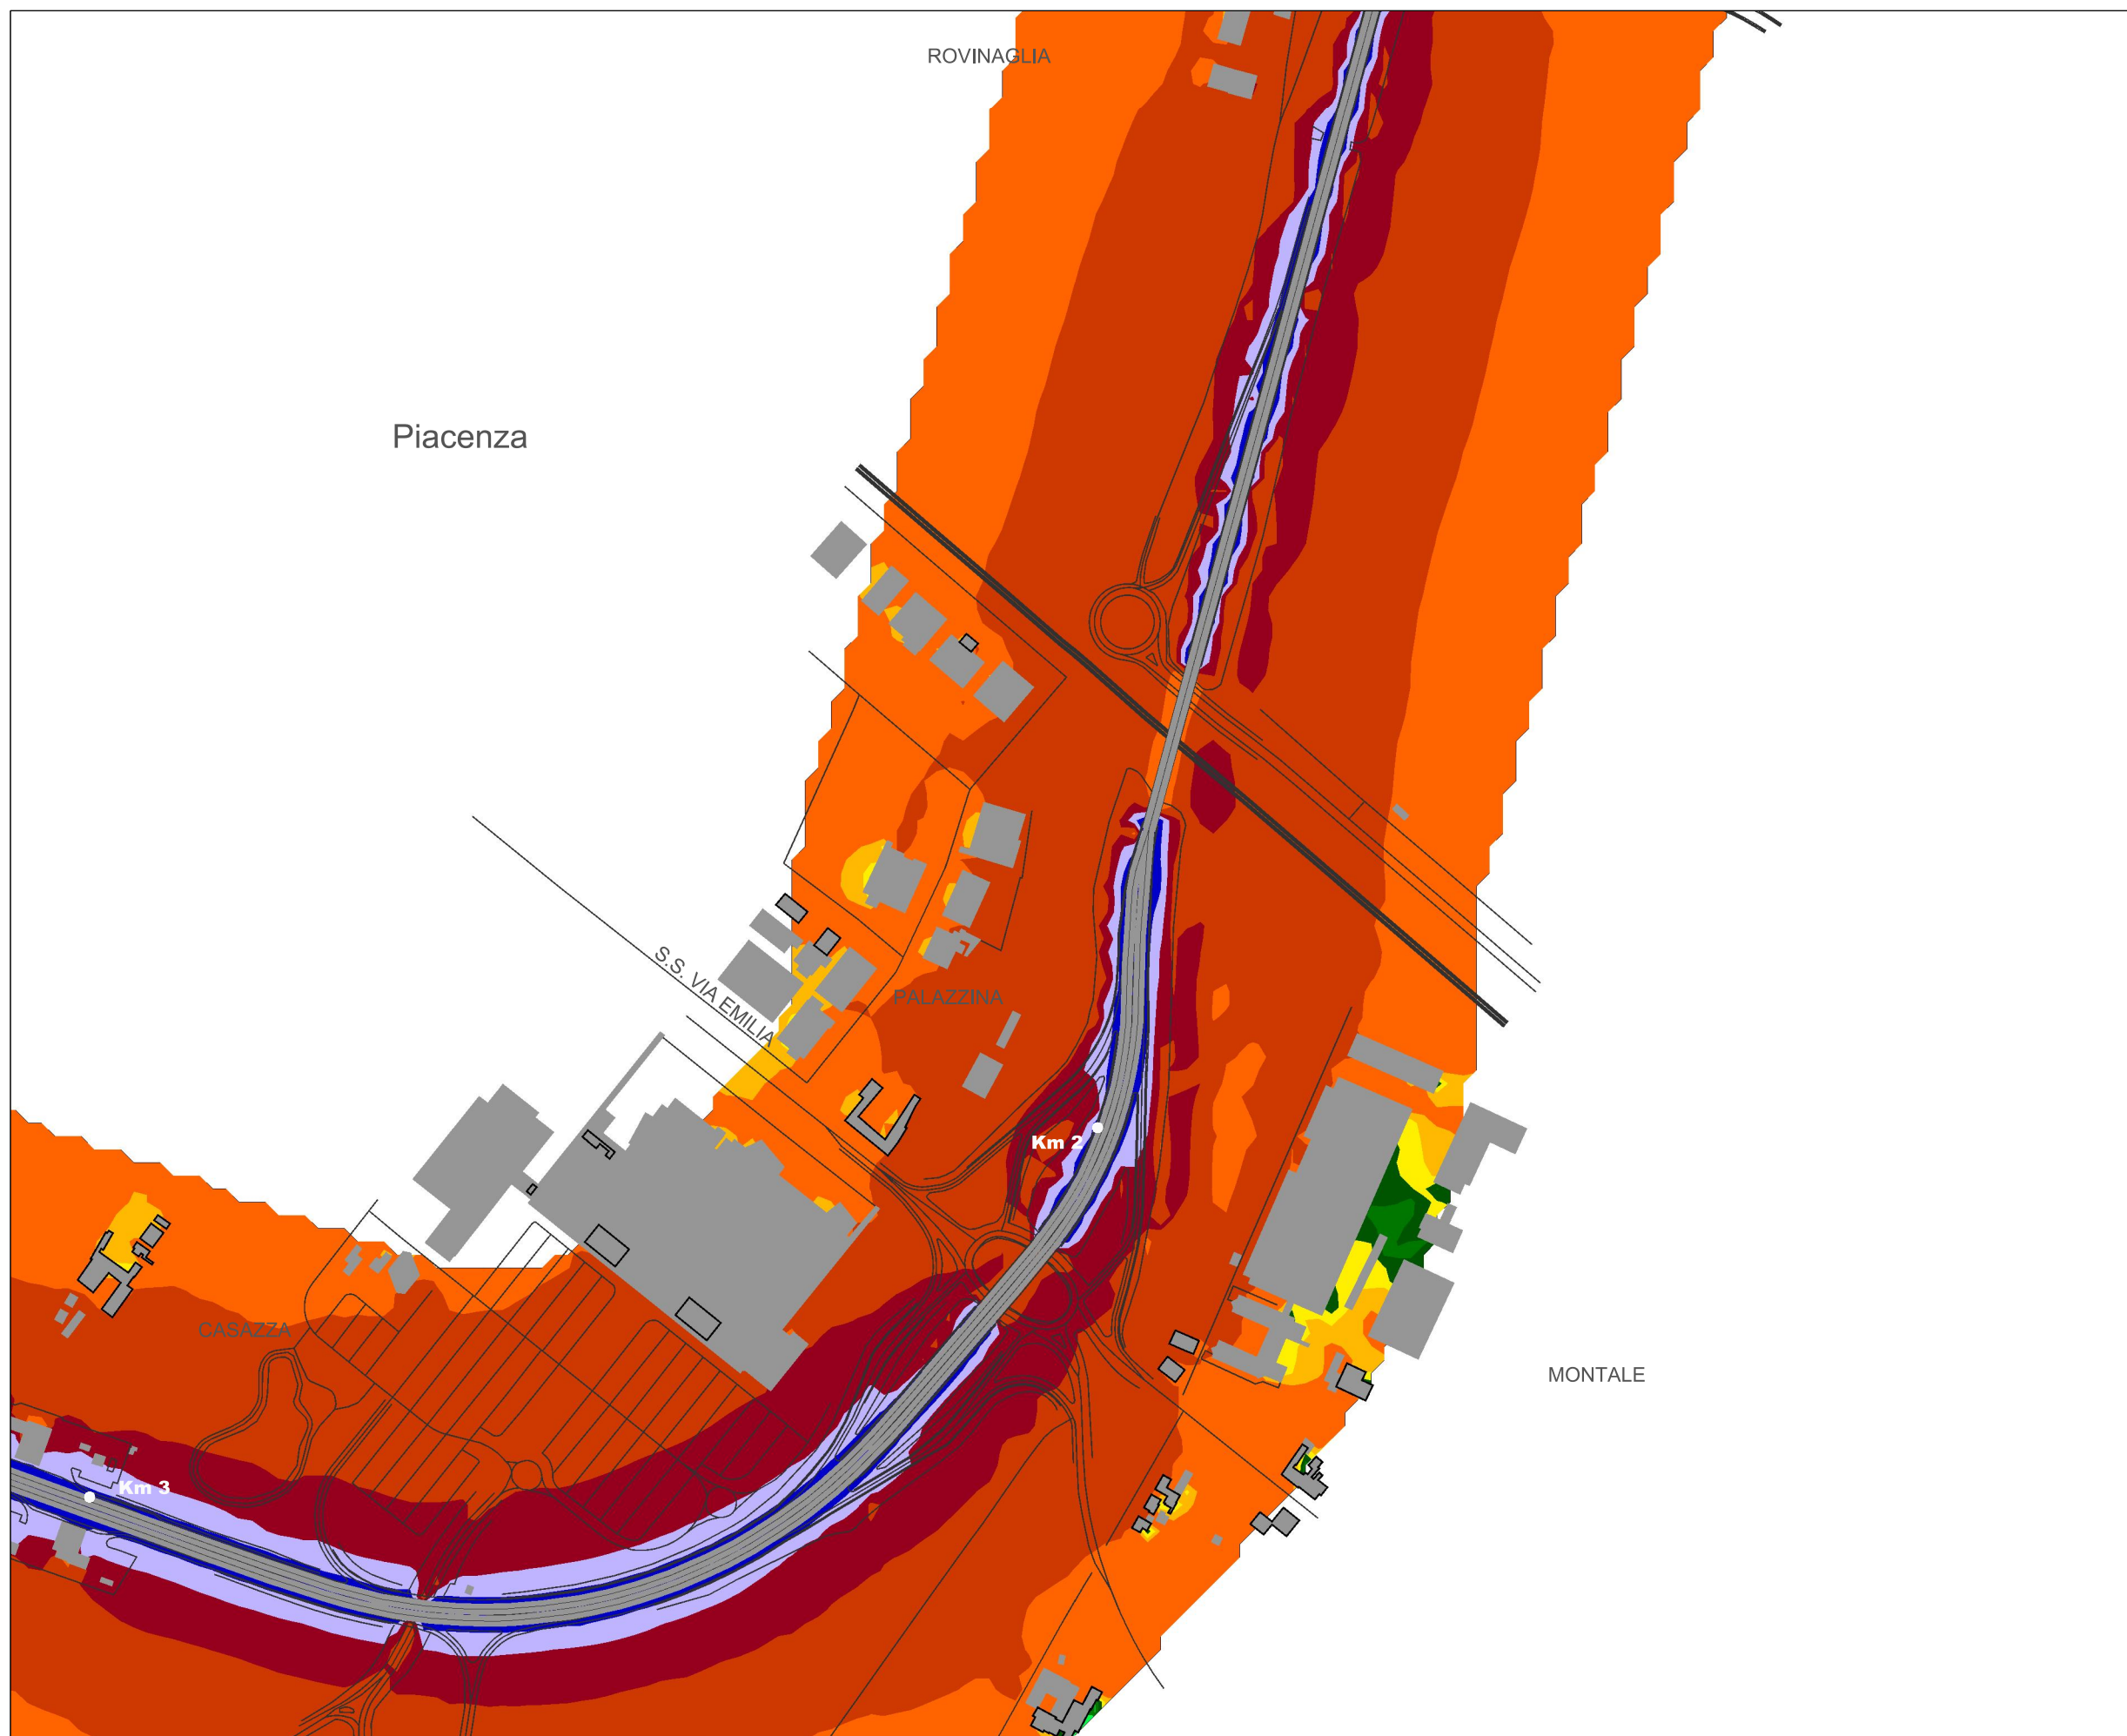 ROVINAGLIA
Piacenza
S.S. VIA EMILIA
PALAZZINA
Km 2
CASAZZA
MONTALE
Km 3